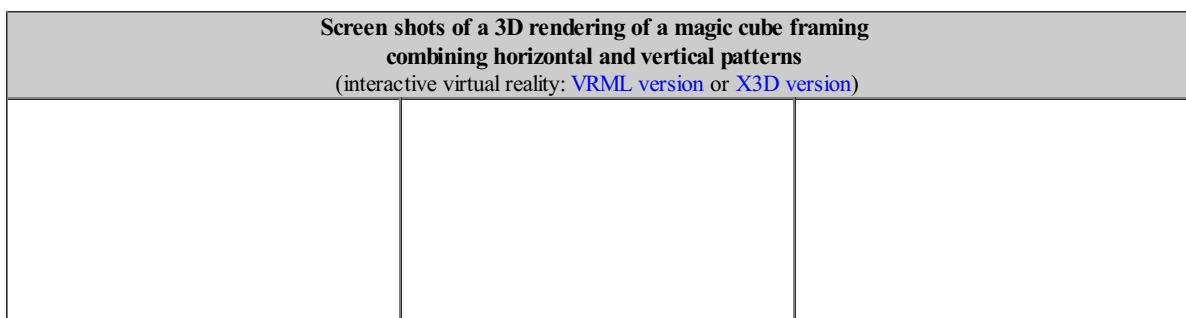 Screen shots of a 3D rendering of a magic cube framing
combining horizontal and vertical patterns
(interactive virtual reality: VRML version or X3D version)